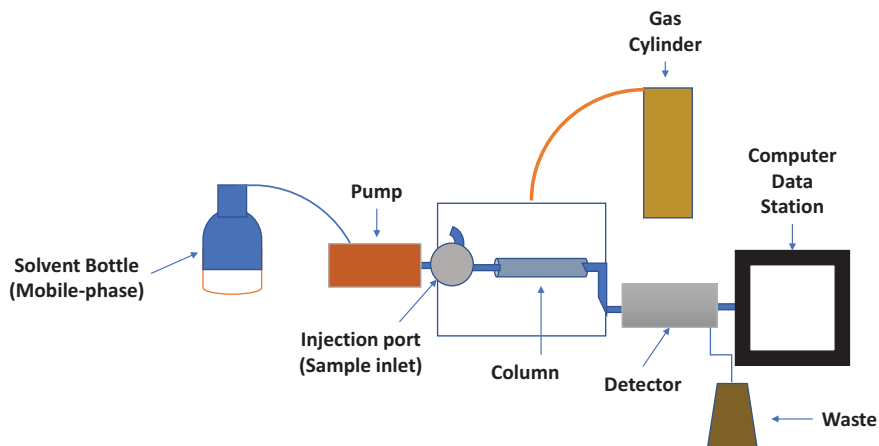 Gas
Cylinder
Computer
Data
Station
Pump
Solvent Bottle
(Mobile-phase)
Injection port
(Sample inlet)
Column
Detector
Waste